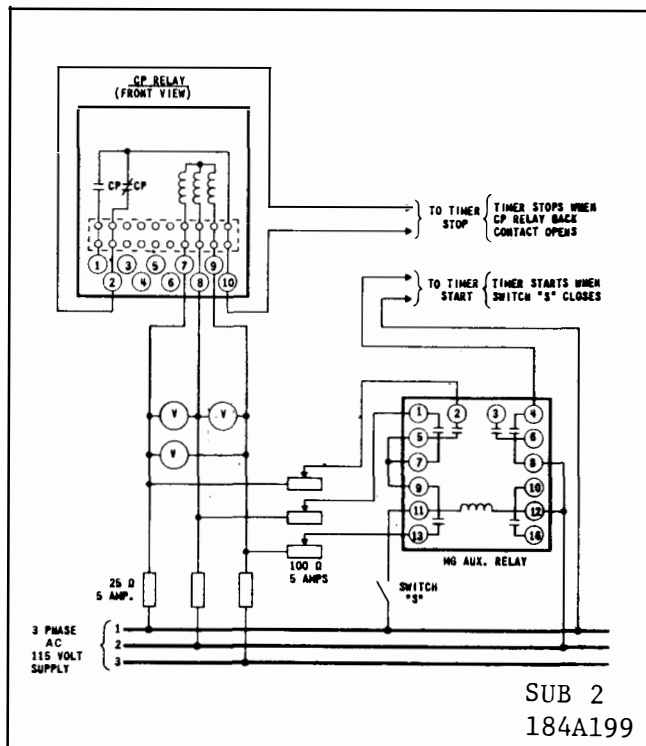 CP RELAY
(FRONT VIEW)
CP CP
1 3 5 7 9
2 4 6 8 10
TO TIMER STOP
TIMER STOPS WHEN CP RELAY BACK CONTACT OPENS
TO TIMER START
TIMER STARTS WHEN SWITCH "S" CLOSES
V V
V
1 2 3 4
5 6
7 8
9 10
11 12
13 16
MG AUX. RELAY
100 Ω
5 AMPS
25 Ω
5 AMP.
SWITCH
"S"
3 PHASE
AC
115 VOLT
SUPPLY
1
2
3
SUB 2
184A199